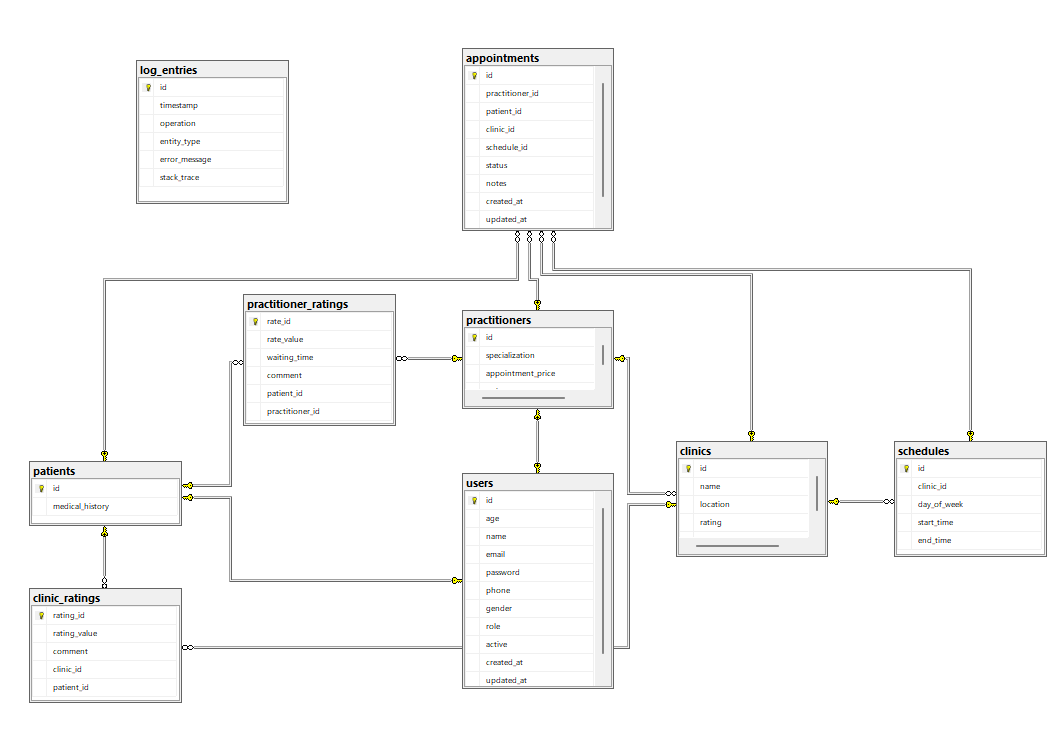 log_entries
id
timestamp
operation
entity_type
error_message
stack_trace
appointments
id
practitioner_id
patient_id
clinic_id
schedule_id
status
notes
created_at
updated_at
practitioner_ratings
rate_id
rate_value
waiting_time
comment
patient_id
practitioner_id
practitioners
id
specialization
appointment_price
patients
id
medical_history
users
id
age
name
email
password
phone
gender
role
active
created_at
updated_at
clinics
id
name
location
rating
schedules
id
clinic_id
day_of_week
start_time
end_time
clinic_ratings
rating_id
rating_value
comment
clinic_id
patient_id